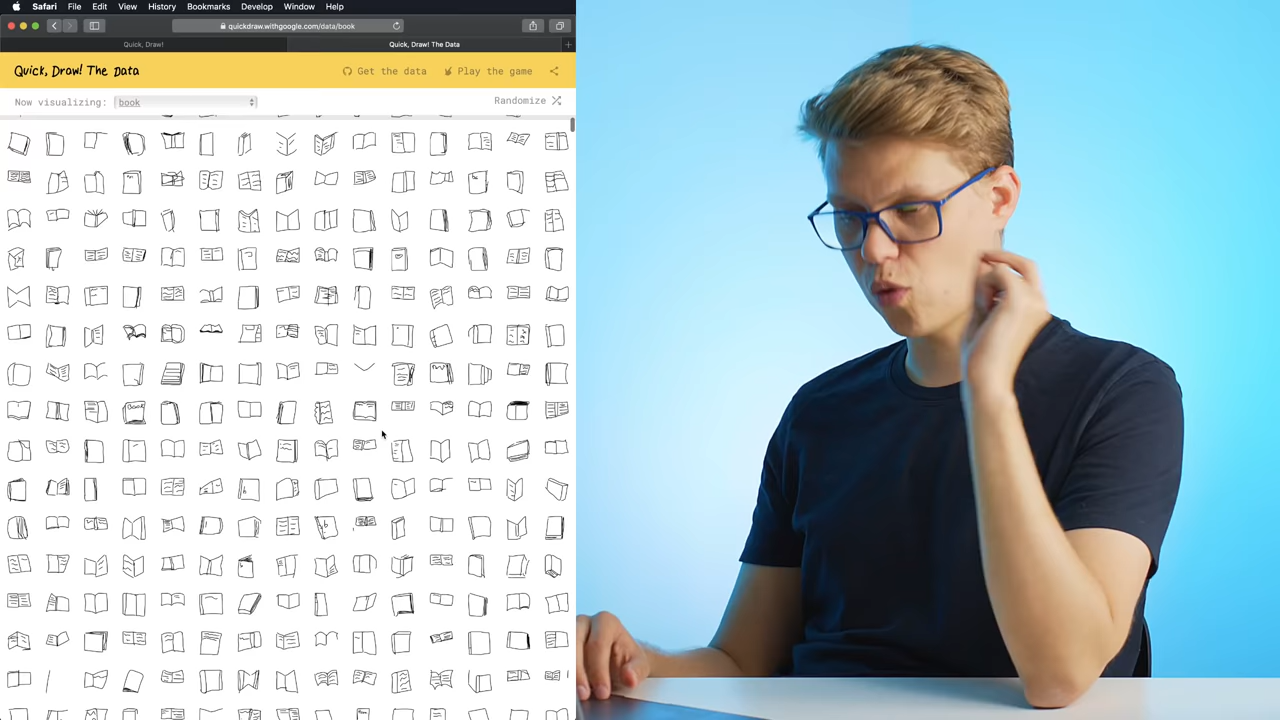 Safari File Edit View History Bookmarks Develop Window Help
quickdraw.withgoogle.com/data/book
Quick, Draw! Quick, Draw! The Data
Quick, Draw! The Data Get the data Play the game
Now visualizing: book Randomize